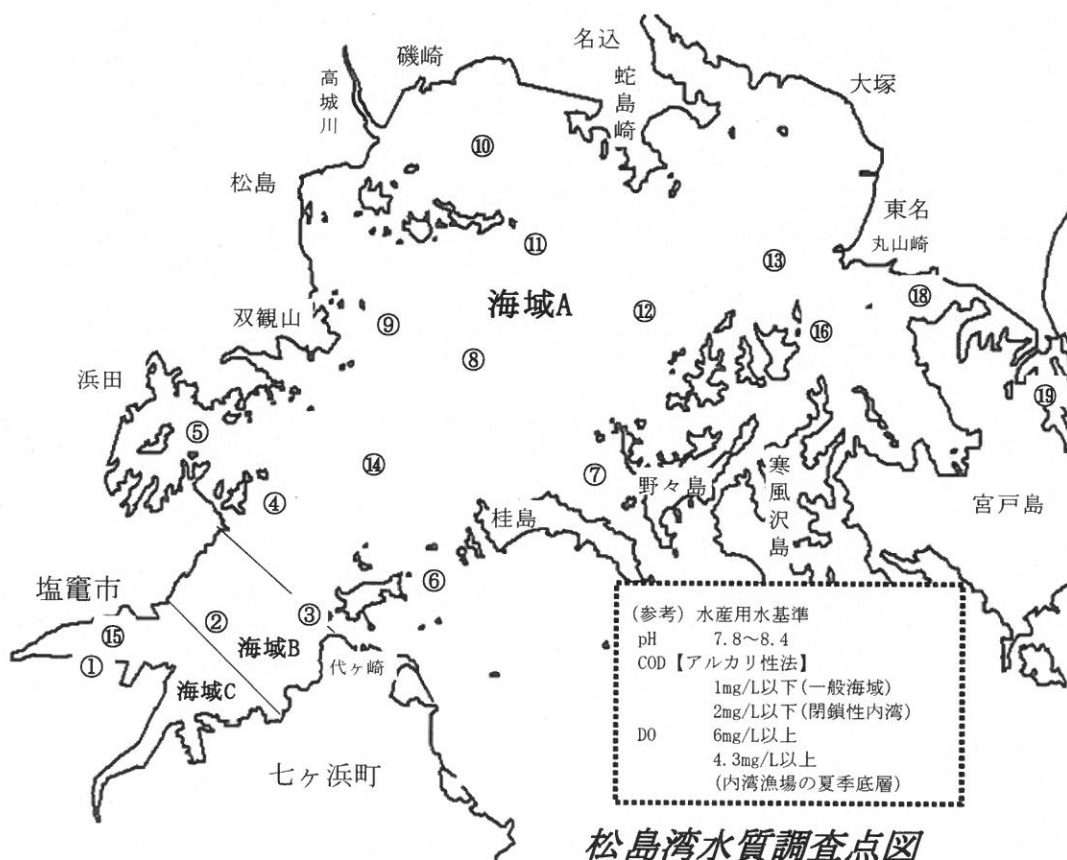 名込
磯崎
蛇島崎
大塚
高城川
⑩
松島
東名
丸山崎
⑪
⑬
⑱
海域A
⑫
双観山
⑨
⑯
⑧
浜田
⑲
⑤
⑭
⑦
野々島
寒風沢島
宮戸島
④
桂島
塩竈市
⑥
②
③
⑮
海域B
①
代ヶ崎
海域C
七ヶ浜町
(参考) 水産用水基準
pH 7.8～8.4
COD【アルカリ性法】
1mg/L以下(一般海域)
2mg/L以下(閉鎖性内湾)
DO 6mg/L以上
4.3mg/L以上
(内湾漁場の夏季底層)
松島湾水質調査点図